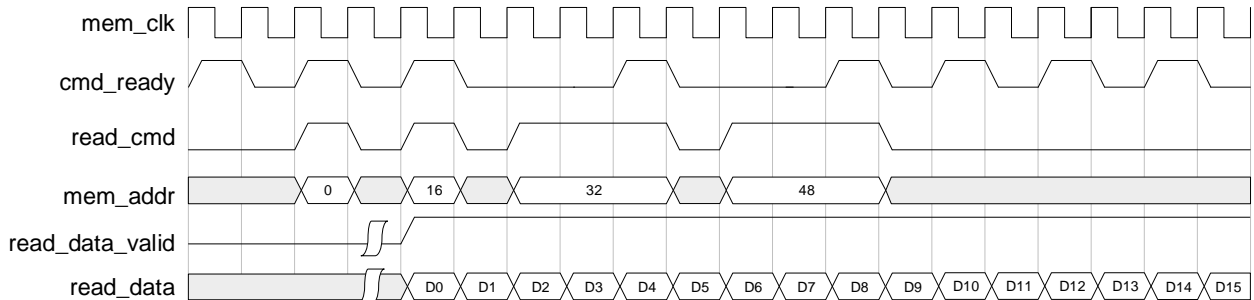 mem_clk
cmd_ready
read_cmd
mem_addr 0 16 32 48
read_data_valid
read_data D0 D1 D2 D3 D4 D5 D6 D7 D8 D9 D10 D11 D12 D13 D14 D15